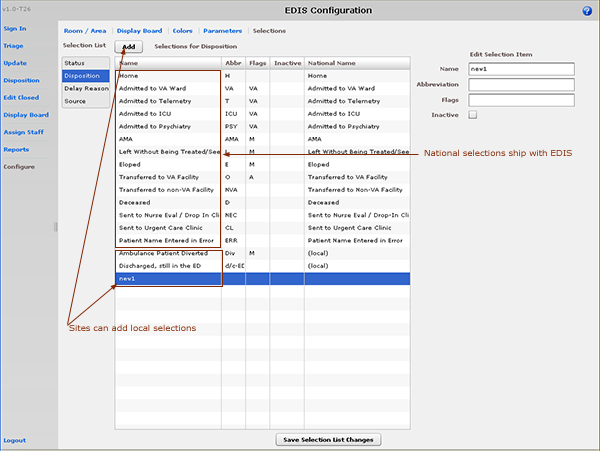 v1.0-T26
EDIS Configuration
?
Sign In
Triage
Update
Disposition
Edit Closed
Display Board
Assign Staff
Reports
Configure
Logout
Room / Area Display Board Colors Parameters Selections
Selection List
Add
Selections for Disposition
Status
Disposition
Delay Reason
Source
Name Abbr Flags Inactive National Name
Home H Home
Admitted to VA Ward VA VA Admitted to VA Ward
Admitted to Telemetry T VA Admitted to Telemetry
Admitted to ICU ICU VA Admitted to ICU
Admitted to Psychiatry PSY VA Admitted to Psychiatry
AMA AMA M AMA
Left Without Being Treated/See L M Left Without Being Treated/See
Eloped E M Eloped
Transferred to VA Facility O A Transferred to VA Facility
Transferred to non-VA Facility NVA Transferred to Non-VA Facility
Deceased D Deceased
Sent to Nurse Eval / Drop-In Cli NEC Sent to Nurse Eval / Drop-In Cli
Sent to Urgent Care Clinic CL Sent to Urgent Care Clinic
Patient Name Entered in Error ERR Patient Name Entered in Error
Ambulance Patient Diverted Div M (local)
Discharged, still in the ED d/c-ED (local)
new1
Edit Selection Item
Name new1
Abbreviation
Flags
Inactive
National selections ship with EDIS
Sites can add local selections
Save Selection List Changes